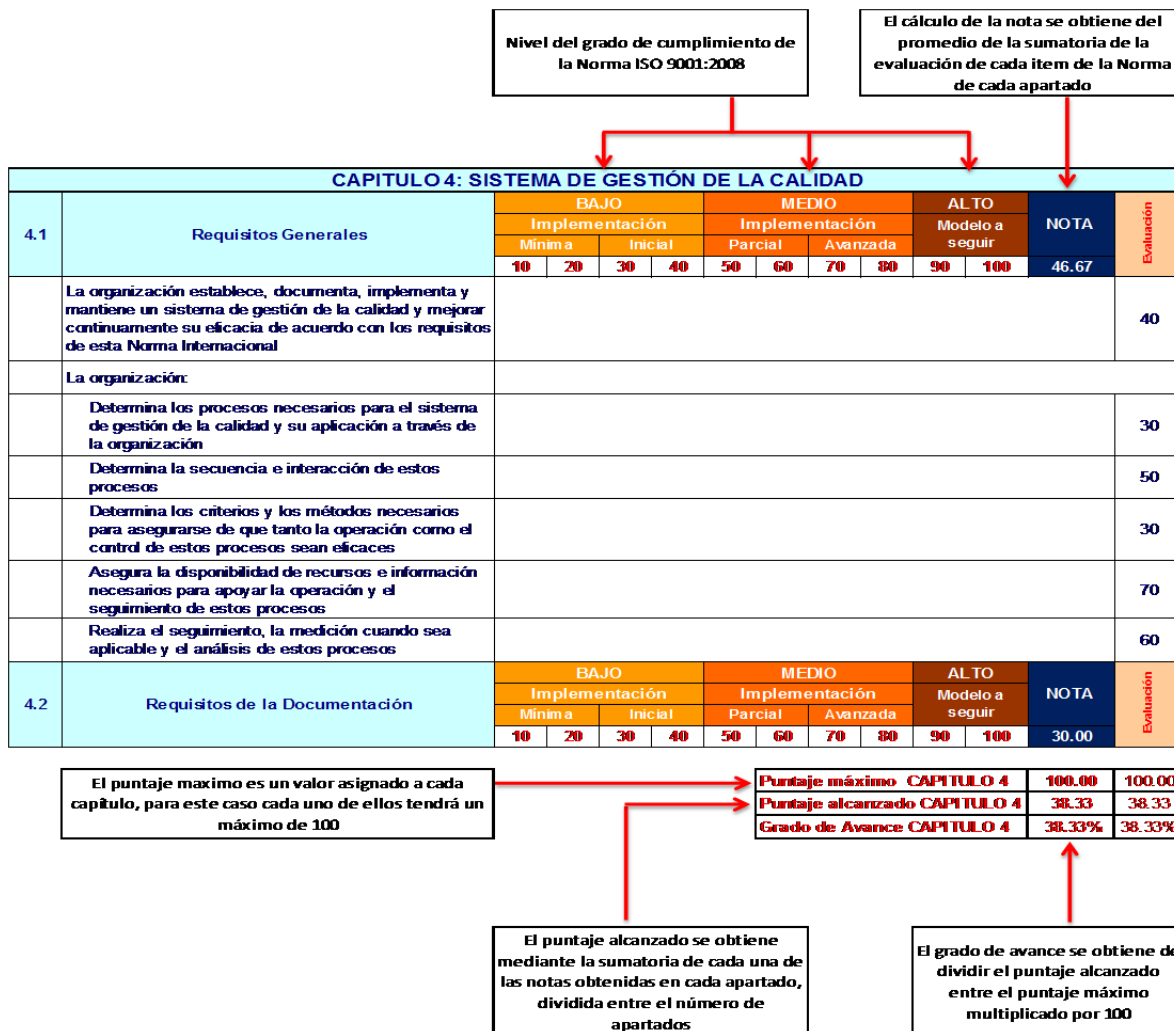 Nivel del grado de cumplimiento de
la Norma ISO 9001:2008
El cálculo de la nota se obtiene del
promedio de la sumatoria de la
evaluación de cada item de la Norma
de cada apartado
CAPITULO 4: SISTEMA DE GESTIÓN DE LA CALIDAD
4.1
Requisitos Generales
BAJO
MEDIO
ALTO
NOTA
Evaluación
Implementación
Implementación
Modelo a
seguir
Mínima
Inicial
Parcial
Avanzada
10 20 30 40 50 60 70 80 90 100 46.67
La organización establece, documenta, implementa y
mantiene un sistema de gestión de la calidad y mejorar
continuamente su eficacia de acuerdo con los requisitos
de esta Norma Internacional
40
La organización:
Determina los procesos necesarios para el sistema
de gestión de la calidad y su aplicación a través de
la organización
30
Determina la secuencia e interacción de estos
procesos
50
Determina los criterios y los métodos necesarios
para asegurarse de que tanto la operación como el
control de estos procesos sean eficaces
30
Asegura la disponibilidad de recursos e información
necesarios para apoyar la operación y el
seguimiento de estos procesos
70
Realiza el seguimiento, la medición cuando sea
aplicable y el análisis de estos procesos
60
4.2
Requisitos de la Documentación
BAJO
MEDIO
ALTO
NOTA
Evaluación
Implementación
Implementación
Modelo a
seguir
Mínima
Inicial
Parcial
Avanzada
10 20 30 40 50 60 70 80 90 100 30.00
El puntaje maximo es un valor asignado a cada
capitulo, para este caso cada uno de ellos tendrá un
máximo de 100
Puntaje máximo CAPITULO 4 100.00 100.00
Puntaje alcanzado CAPITULO 4 38.33 38.33
Grado de Avance CAPITULO 4 38.33% 38.33%
El puntaje alcanzado se obtiene
mediante la sumatoria de cada una de
las notas obtenidas en cada apartado,
dividida entre el número de
apartados
El grado de avance se obtiene de
dividir el puntaje alcanzado
entre el puntaje máximo
multiplicado por 100